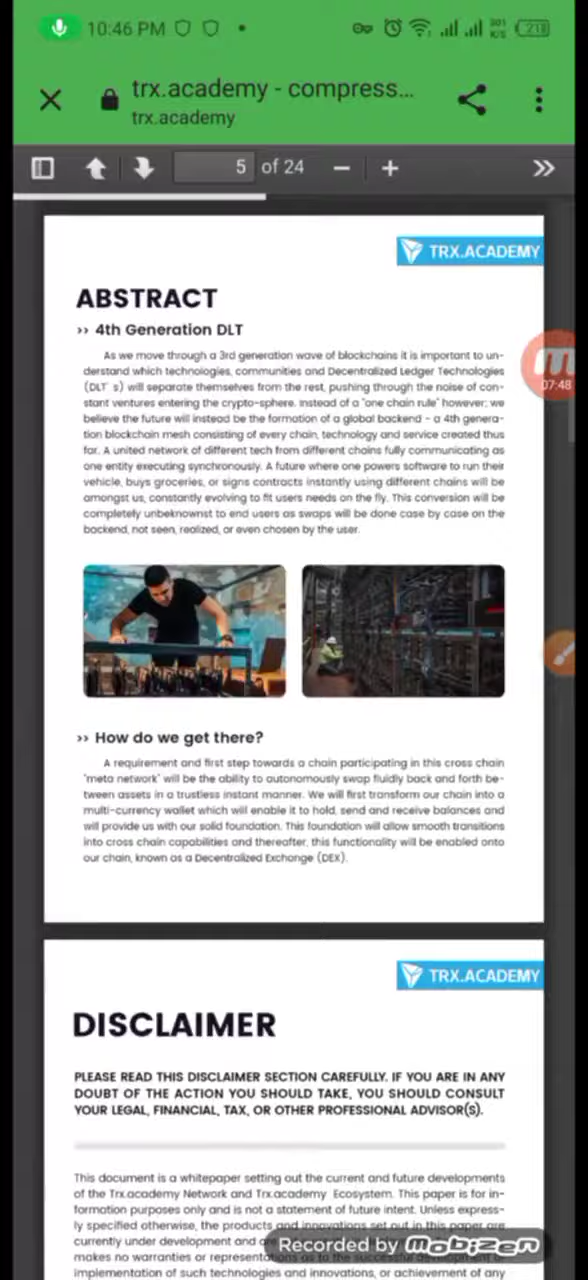 10:46 PM
trx.academy - compress...
trx.academy
5 of 24
TRX.ACADEMY
ABSTRACT
>> 4th Generation DLT
As we move through a 3rd generation wave of blockchains it is important to un-
derstand which technologies, communities and Decentralized Ledger Technologies
(DLT' s) will separate themselves from the rest, pushing through the noise of con-
stant ventures entering the crypto-sphere. Instead of a "one chain rule" however; we
believe the future will instead be the formation of a global backend - a 4th genera-
tion blockchain mesh consisting of every chain, technology and service created thus
far. A united network of different tech from different chains fully communicating as
one entity executing synchronously. A future where one powers software to run their
vehicle, buys groceries, or signs contracts instantly using different chains will be
amongst us, constantly evolving to fit users needs on the fly. This conversion will be
completely unbeknownst to end users as swaps will be done case by case on the
backend, not seen, realized, or even chosen by the user.
07:48
>> How do we get there?
A requirement and first step towards a chain participating in this cross chain
"meta network" will be the ability to autonomously swap fluidly back and forth be-
tween assets in a trustless instant manner. We will first transform our chain into a
multi-currency wallet which will enable it to hold, send and receive balances and
will provide us with our solid foundation. This foundation will allow smooth transitions
into cross chain capabilities and thereafter, this functionality will be enabled onto
our chain, known as a Decentralized Exchange (DEX).
TRX.ACADEMY
DISCLAIMER
PLEASE READ THIS DISCLAIMER SECTION CAREFULLY. IF YOU ARE IN ANY
DOUBT OF THE ACTION YOU SHOULD TAKE, YOU SHOULD CONSULT
YOUR LEGAL, FINANCIAL, TAX, OR OTHER PROFESSIONAL ADVISOR(S).
This document is a whitepaper setting out the current and future developments
of the Trx.academy Network and Trx.academy Ecosystem. This paper is for in-
formation purposes only and is not a statement of future intent. Unless express-
ly specified otherwise, the products and innovations set out in this paper are
currently under development and are
makes no warranties or representations as to the successful development or
implementation of such technologies and innovations, or achievement of any
Recorded by Mobizen